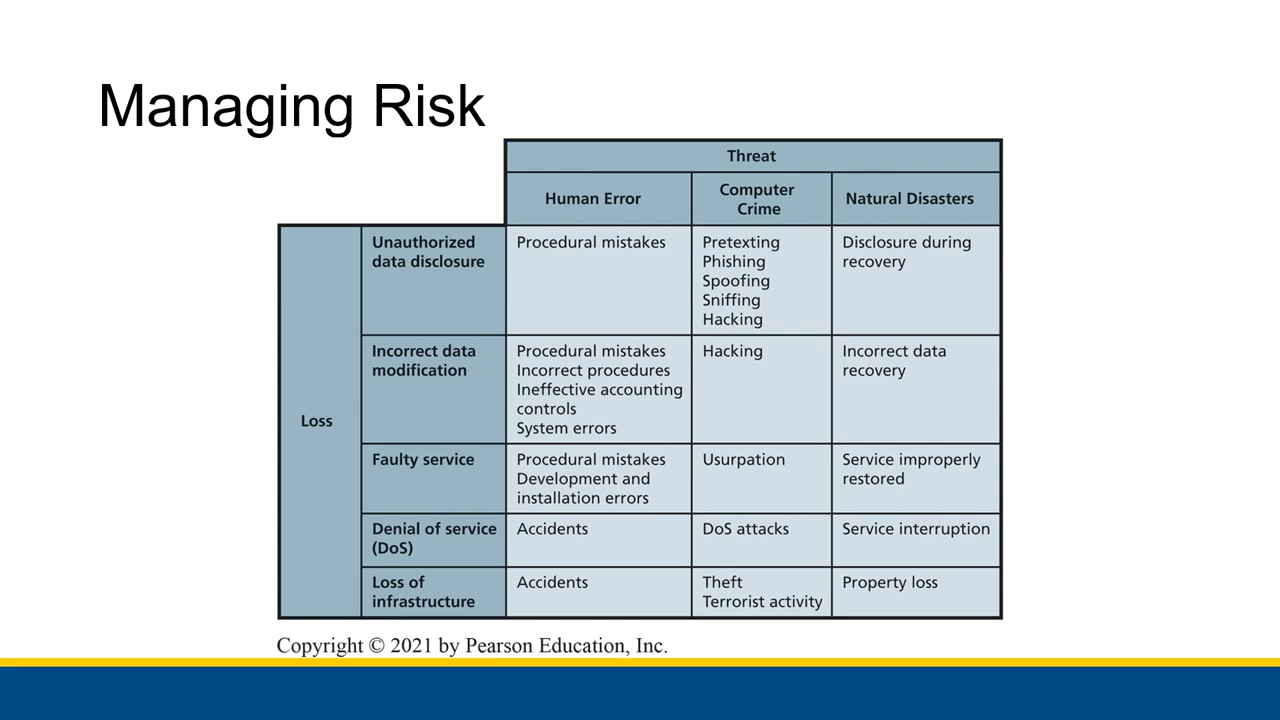 Managing Risk
Threat
Human Error
Computer
Crime
Natural Disasters
Loss
Unauthorized
data disclosure
Procedural mistakes
Pretexting
Phishing
Spoofing
Sniffing
Hacking
Disclosure during
recovery
Incorrect data
modification
Procedural mistakes
Incorrect procedures
Ineffective accounting
controls
System errors
Hacking
Incorrect data
recovery
Faulty service
Procedural mistakes
Development and
installation errors
Usurpation
Service improperly
restored
Denial of service
(DoS)
Accidents
DoS attacks
Service interruption
Loss of
infrastructure
Accidents
Theft
Terrorist activity
Property loss
Copyright © 2021 by Pearson Education, Inc.